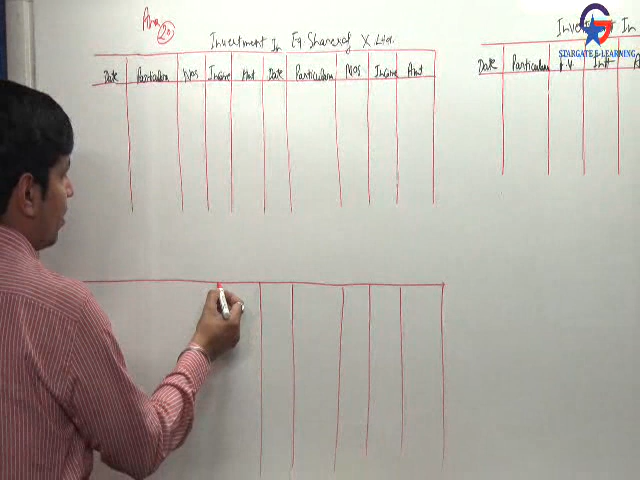 Ans 20
Investment In Eq. Shares of X Ltd.
Date Particulars Nos Income Amt Date Particulars Nos Income Amt
Investment In
STARGATE E LEARNING
Date Particulars F.V. Int